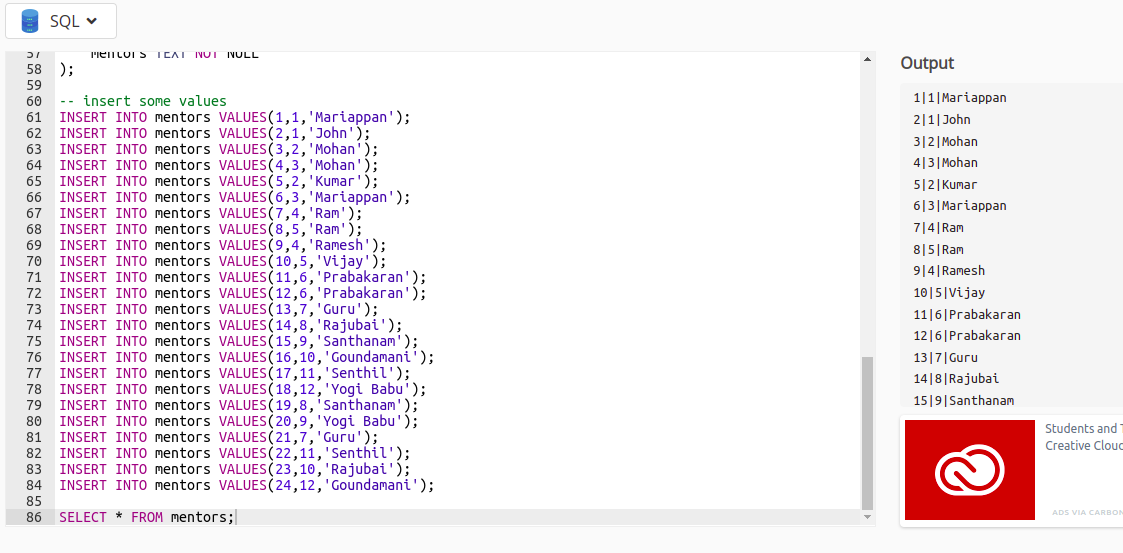 SQL
57 Mentors TEXT NOT NULL
58 );
59
60 -- insert some values
61 INSERT INTO mentors VALUES(1,1,'Mariappan');
62 INSERT INTO mentors VALUES(2,1,'John');
63 INSERT INTO mentors VALUES(3,2,'Mohan');
64 INSERT INTO mentors VALUES(4,3,'Mohan');
65 INSERT INTO mentors VALUES(5,2,'Kumar');
66 INSERT INTO mentors VALUES(6,3,'Mariappan');
67 INSERT INTO mentors VALUES(7,4,'Ram');
68 INSERT INTO mentors VALUES(8,5,'Ram');
69 INSERT INTO mentors VALUES(9,4,'Ramesh');
70 INSERT INTO mentors VALUES(10,5,'Vijay');
71 INSERT INTO mentors VALUES(11,6,'Prabakaran');
72 INSERT INTO mentors VALUES(12,6,'Prabakaran');
73 INSERT INTO mentors VALUES(13,7,'Guru');
74 INSERT INTO mentors VALUES(14,8,'Rajubai');
75 INSERT INTO mentors VALUES(15,9,'Santhanam');
76 INSERT INTO mentors VALUES(16,10,'Goundamani');
77 INSERT INTO mentors VALUES(17,11,'Senthil');
78 INSERT INTO mentors VALUES(18,12,'Yogi Babu');
79 INSERT INTO mentors VALUES(19,8,'Santhanam');
80 INSERT INTO mentors VALUES(20,9,'Yogi Babu');
81 INSERT INTO mentors VALUES(21,7,'Guru');
82 INSERT INTO mentors VALUES(22,11,'Senthil');
83 INSERT INTO mentors VALUES(23,10,'Rajubai');
84 INSERT INTO mentors VALUES(24,12,'Goundamani');
85
86 SELECT * FROM mentors;
Output
1|1|Mariappan
2|1|John
3|2|Mohan
4|3|Mohan
5|2|Kumar
6|3|Mariappan
7|4|Ram
8|5|Ram
9|4|Ramesh
10|5|Vijay
11|6|Prabakaran
12|6|Prabakaran
13|7|Guru
14|8|Rajubai
15|9|Santhanam
Students and
Creative Cloud
ADS VIA CARBON